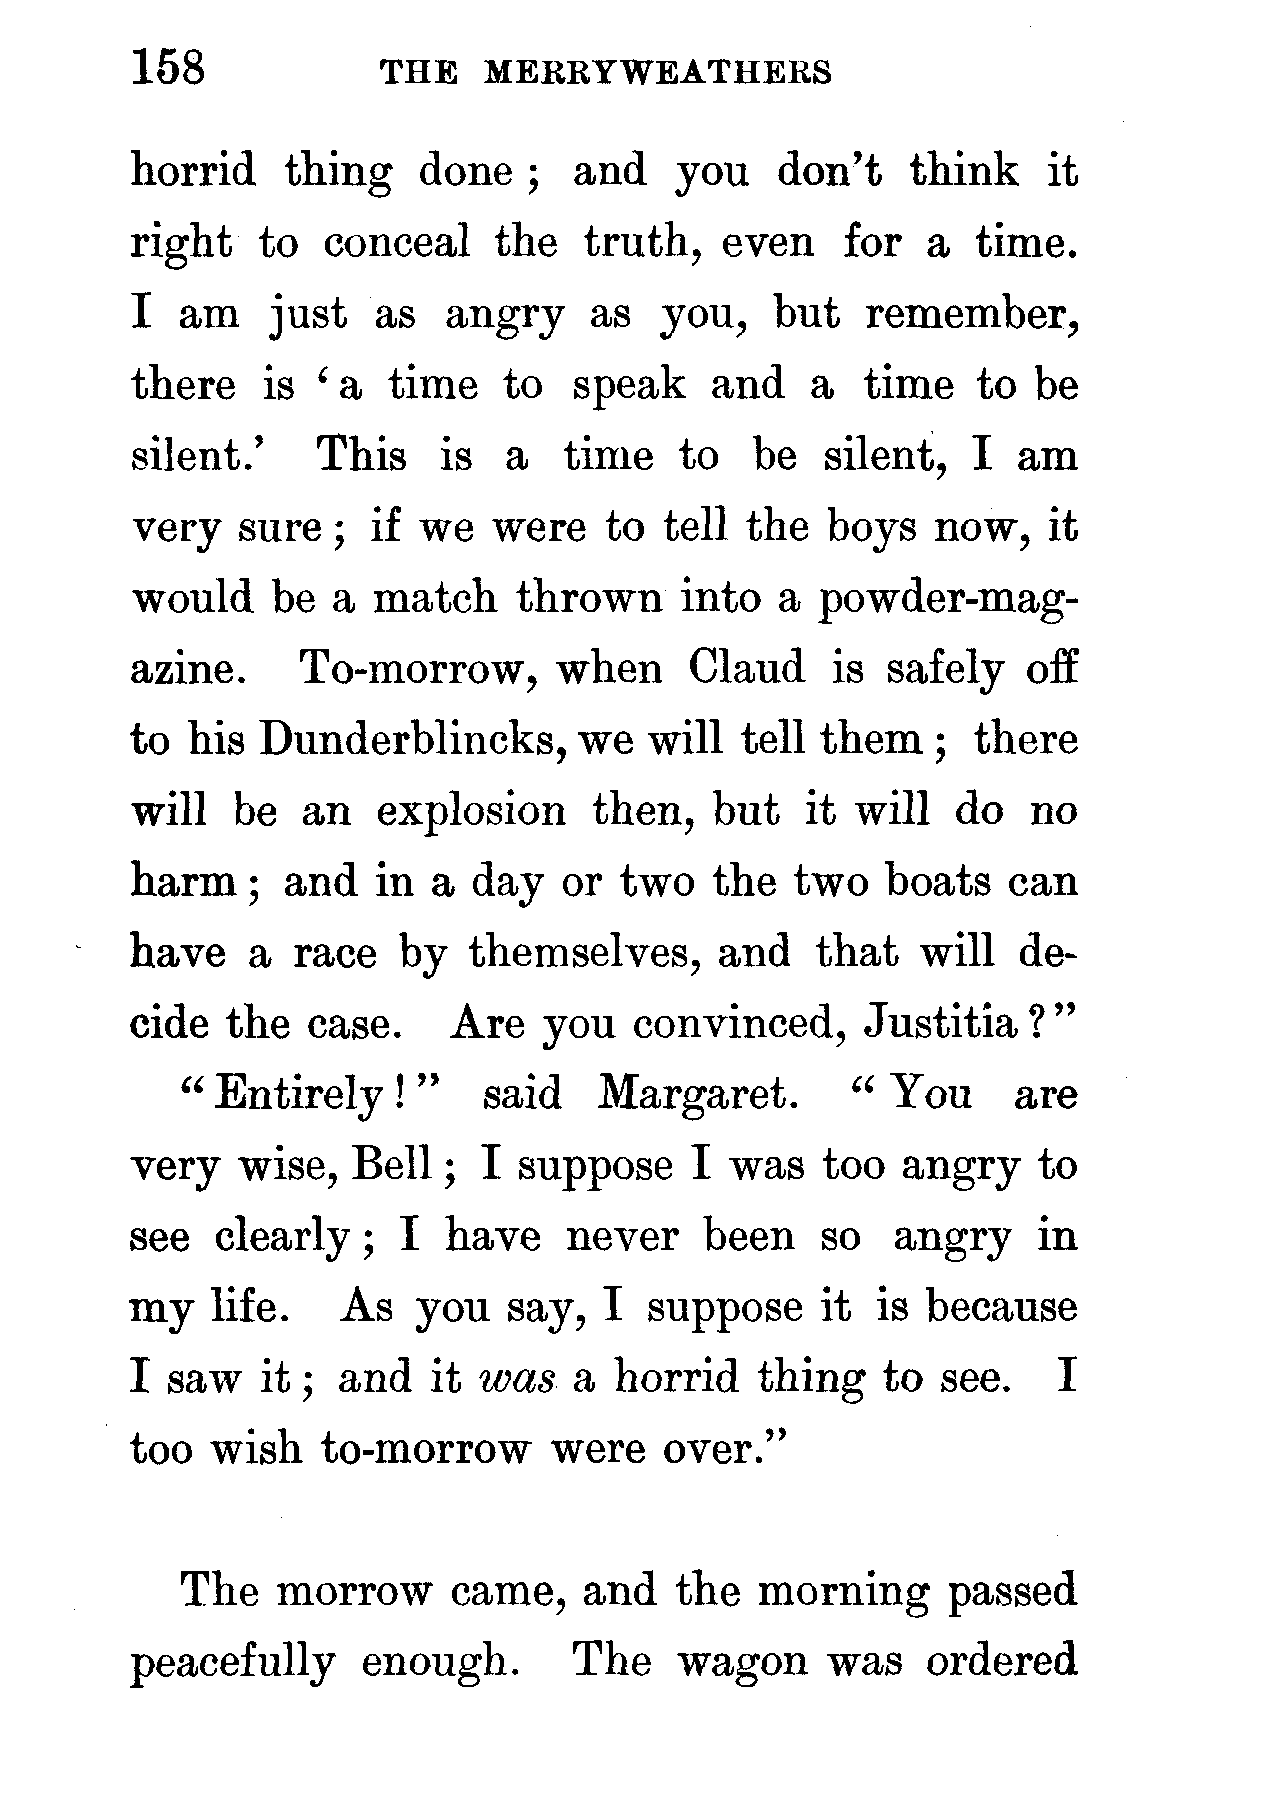 158 THE MERRYWEATHERS
horrid thing done ; and you don't think it
right to conceal the truth, even for a time.
I am just as angry as you, but remember,
there is ' a time to speak and a time to be
silent.' This is a time to be silent, I am
very sure ; if we were to tell the boys now, it
would be a match thrown into a powder-mag-
azine. To-morrow, when Claud is safely off
to his Dunderblincks, we will tell them ; there
will be an explosion then, but it will do no
harm ; and in a day or two the two boats can
have a race by themselves, and that will de-
cide the case. Are you convinced, Justitia ? "
" Entirely ! " said Margaret. " You are
very wise, Bell ; I suppose I was too angry to
see clearly ; I have never been so angry in
my life. As you say, I suppose it is because
I saw it ; and it was a horrid thing to see. I
too wish to-morrow were over."
The morrow came, and the morning passed
peacefully enough. The wagon was ordered